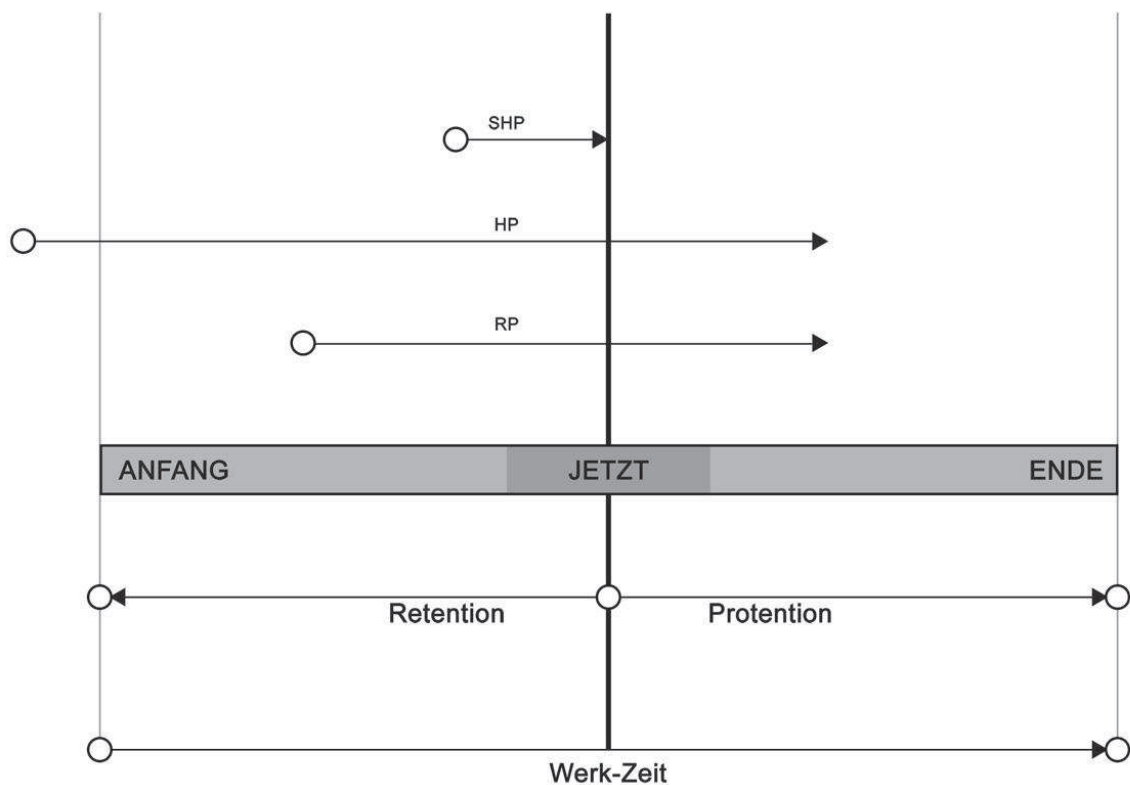 SHP
HP
RP
ANFANG JETZT ENDE
Retention Protention
Werk-Zeit